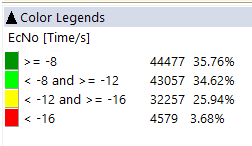 Color Legends
EcNo [Time/s]
>= -8 44477 35.76%
< -8 and >= -12 43057 34.62%
< -12 and >= -16 32257 25.94%
< -16 4579 3.68%